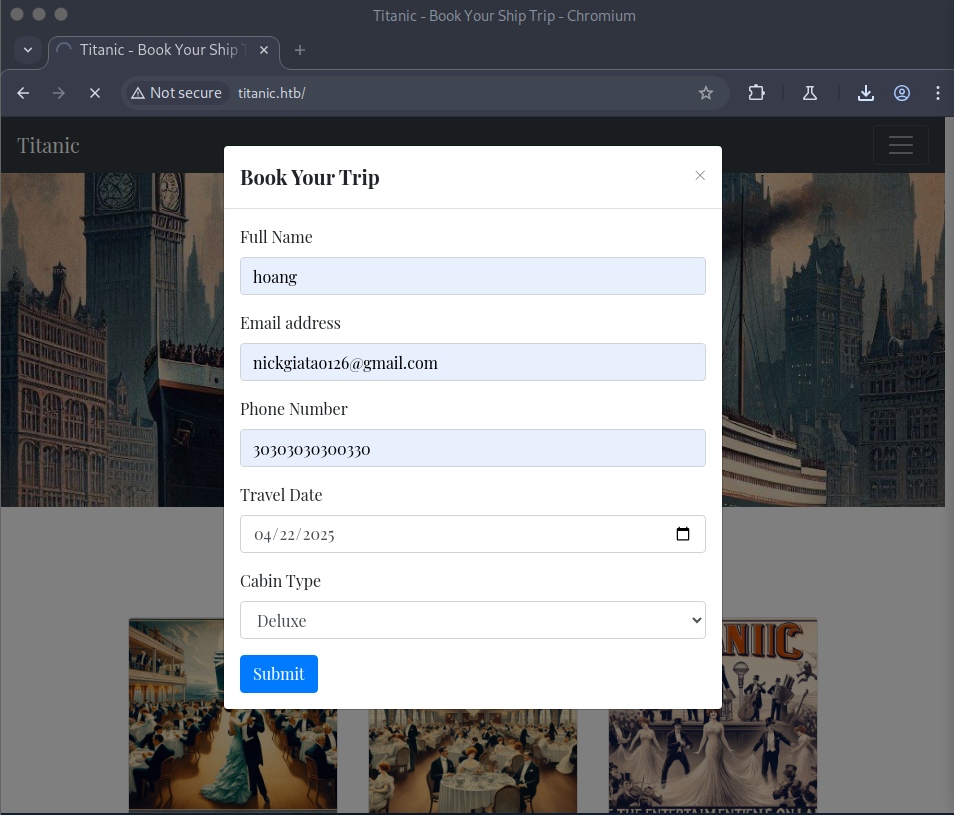 Titanic - Book Your Ship Trip - Chromium
Titanic - Book Your Ship T
Not secure titanic.htb/
Titanic
Book Your Trip
Full Name
hoang
Email address
nickgiatao126@gmail.com
Phone Number
30303030300330
Travel Date
04/22/2025
Cabin Type
Deluxe
Submit
NIC